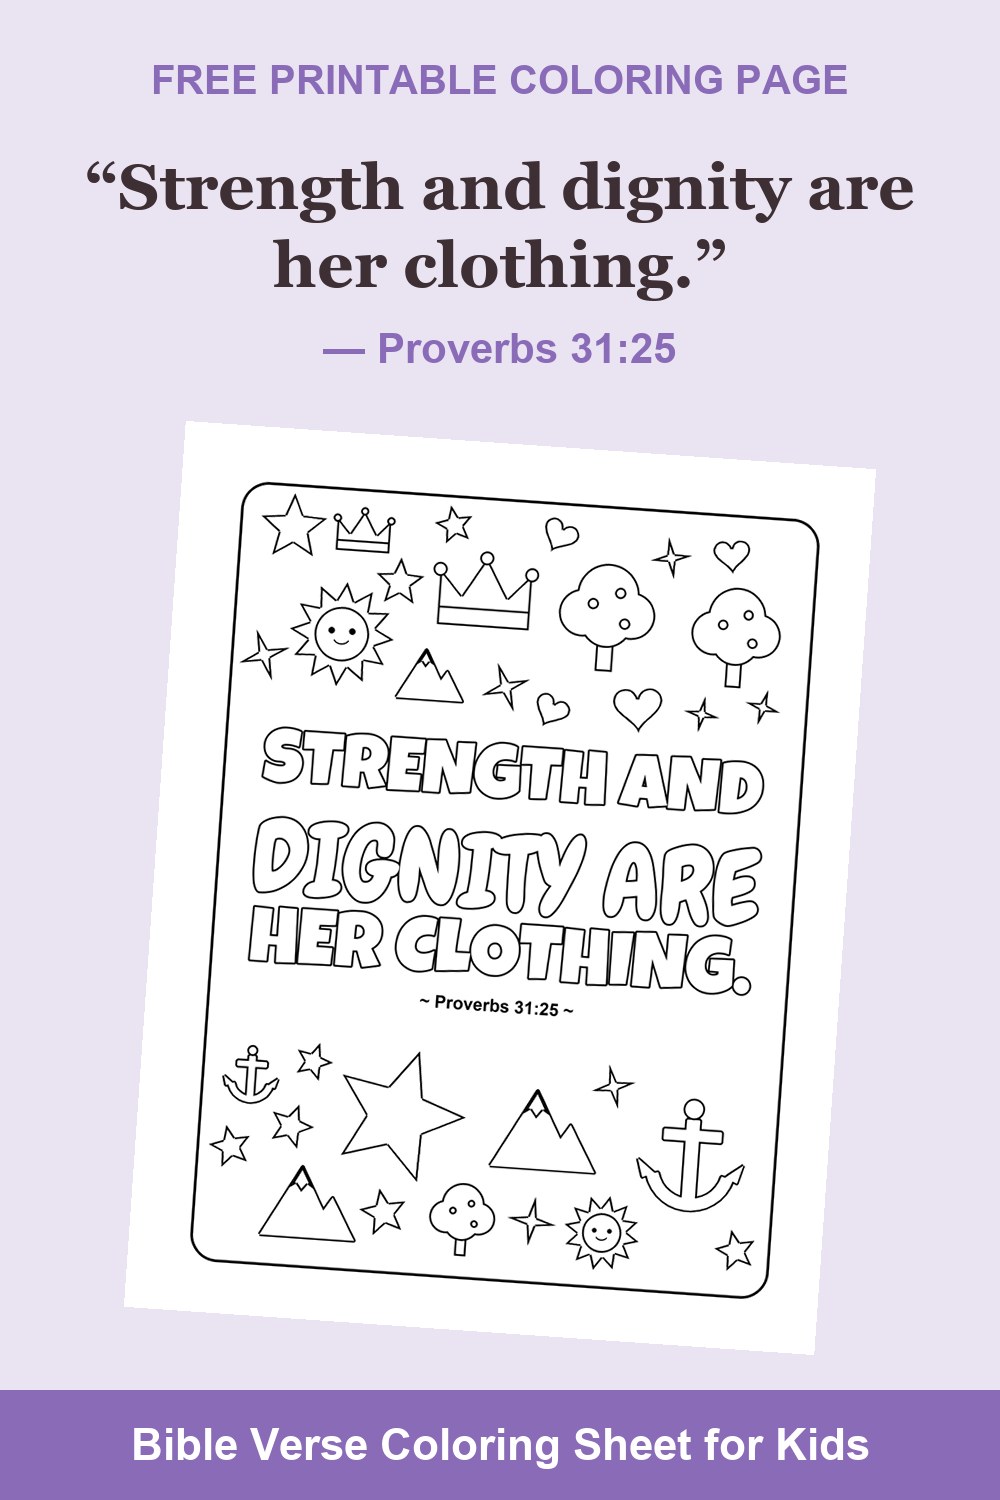 FREE PRINTABLE COLORING PAGE
“Strength and dignity are
her clothing.”
— Proverbs 31:25
STRENGTH AND
DIGNITY ARE
HER CLOTHING.
~ Proverbs 31:25 ~
Bible Verse Coloring Sheet for Kids